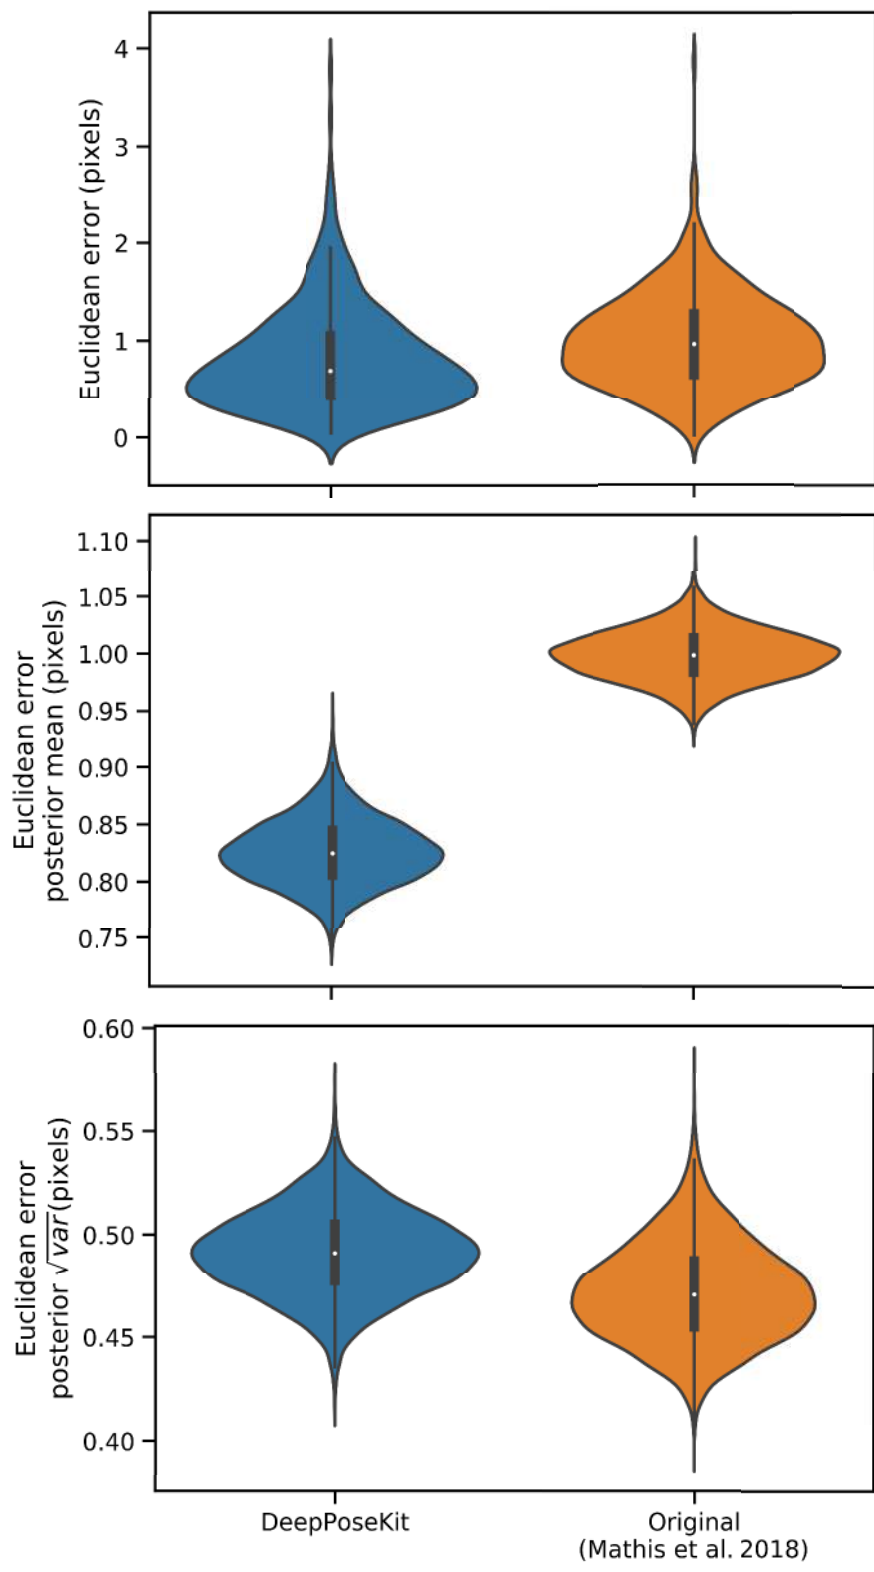 4
3
2
1
0
Euclidean error (pixels)
1.10
1.05
1.00
0.95
0.90
0.85
0.80
0.75
Euclidean error
posterior mean (pixels)
0.60
0.55
0.50
0.45
0.40
Euclidean error
posterior √var(pixels)
DeepPoseKit
Original
(Mathis et al. 2018)